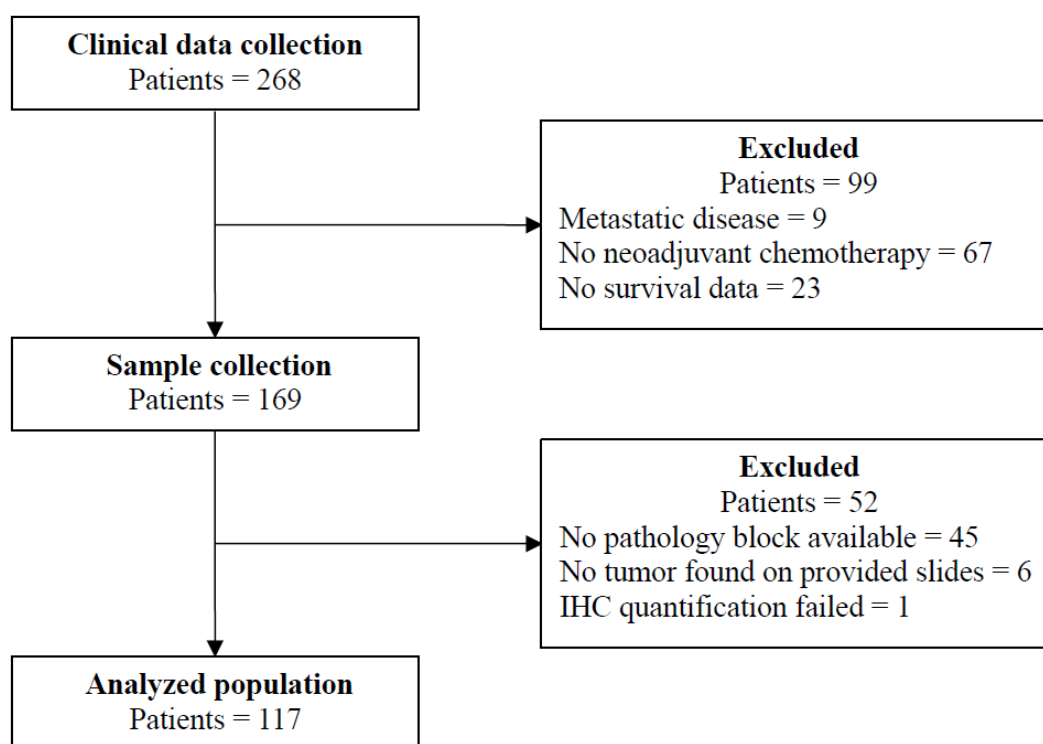 Clinical data collection
Patients = 268
Excluded
Patients = 99
Metastatic disease = 9
No neoadjuvant chemotherapy = 67
No survival data = 23
Sample collection
Patients = 169
Excluded
Patients = 52
No pathology block available = 45
No tumor found on provided slides = 6
IHC quantification failed = 1
Analyzed population
Patients = 117